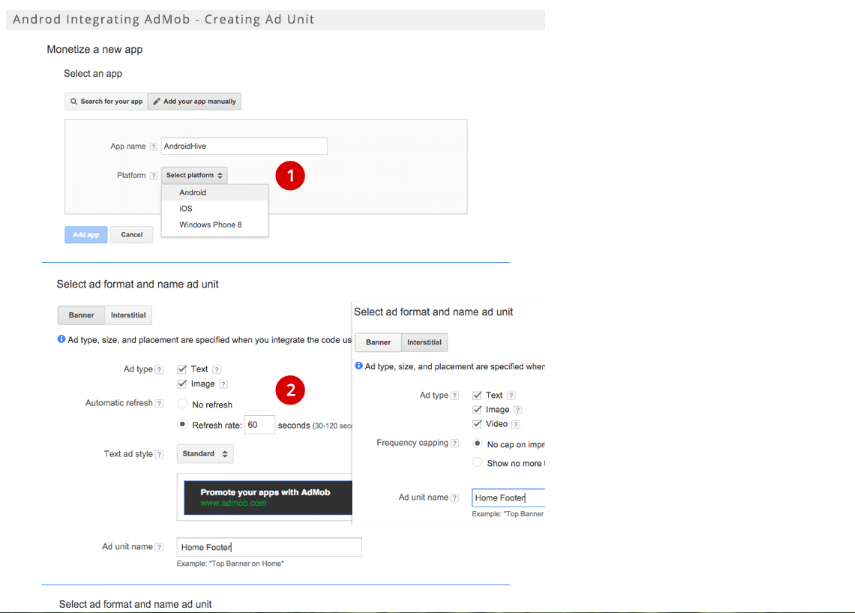 Androd Integrating AdMob - Creating Ad Unit
Monetize a new app
Select an app
Search for your app Add your app manually
App name ? AndroidHive
Platform ? Select platform
1
Android
iOS
Windows Phone 8
Add app Cancel
Select ad format and name ad unit
Banner Interstitial
Ad type, size, and placement are specified when you integrate the code us
Ad type ? Text ?
Image ?
2
Automatic refresh ? No refresh
Refresh rate: 60 seconds (30-120 sec
Text ad style ? Standard
Promote your apps with AdMob
www.admob.com
Ad unit name ? Home Footer
Example: "Top Banner on Home"
Select ad format and name ad unit
Banner Interstitial
Ad type, size, and placement are specified when
Ad type ? Text ?
Image ?
Video ?
Frequency capping ? No cap on impr
Show no more t
Ad unit name ? Home Footer
Example: "Top Banner
Select ad format and name ad unit